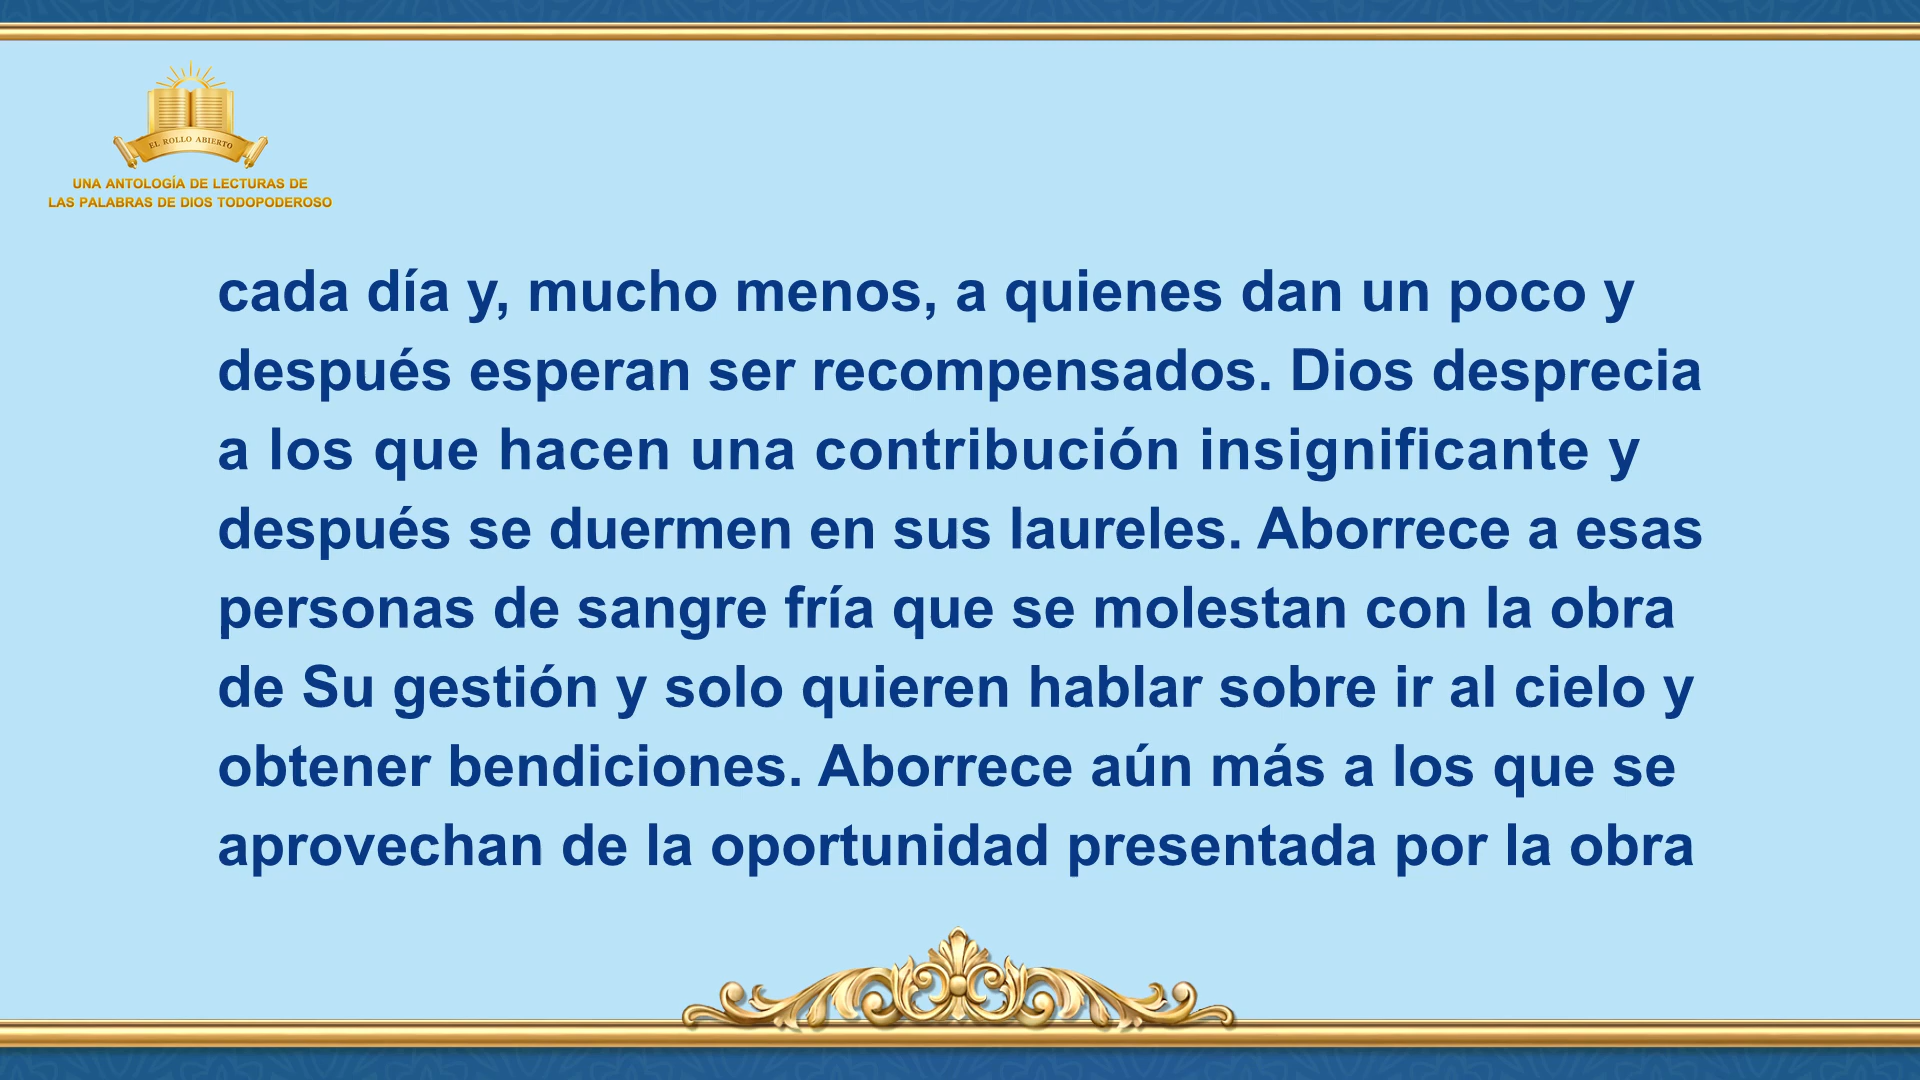 EL ROLLO ABIERTO
UNA ANTOLOGÍA DE LECTURAS DE
LAS PALABRAS DE DIOS TODOPODEROSO
cada día y, mucho menos, a quienes dan un poco y
después esperan ser recompensados. Dios desprecia
a los que hacen una contribución insignificante y
después se duermen en sus laureles. Aborrece a esas
personas de sangre fría que se molestan con la obra
de Su gestión y solo quieren hablar sobre ir al cielo y
obtener bendiciones. Aborrece aún más a los que se
aprovechan de la oportunidad presentada por la obra